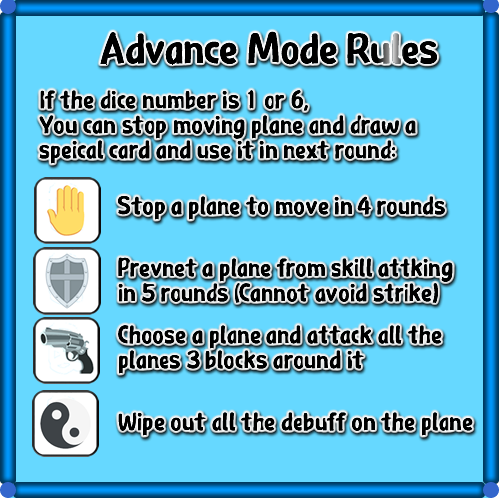 Advance Mode Rules
If the dice number is 1 or 6,
You can stop moving plane and draw a
speical card and use it in next round:
Stop a plane to move in 4 rounds
Prevnet a plane from skill attking
in 5 rounds (Cannot avoid strike)
Choose a plane and attack all the
planes 3 blocks around it
Wipe out all the debuff on the plane